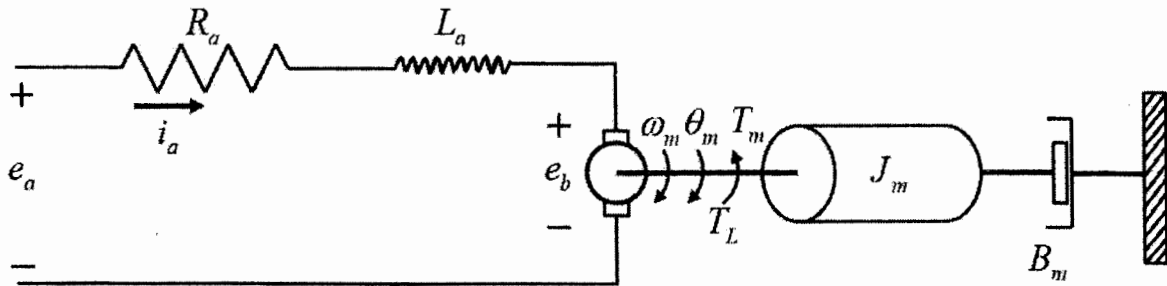 R_a
L_a
+
i_a
e_a
−
+
e_b
−
ω_m θ_m T_m
T_L
J_m
B_m